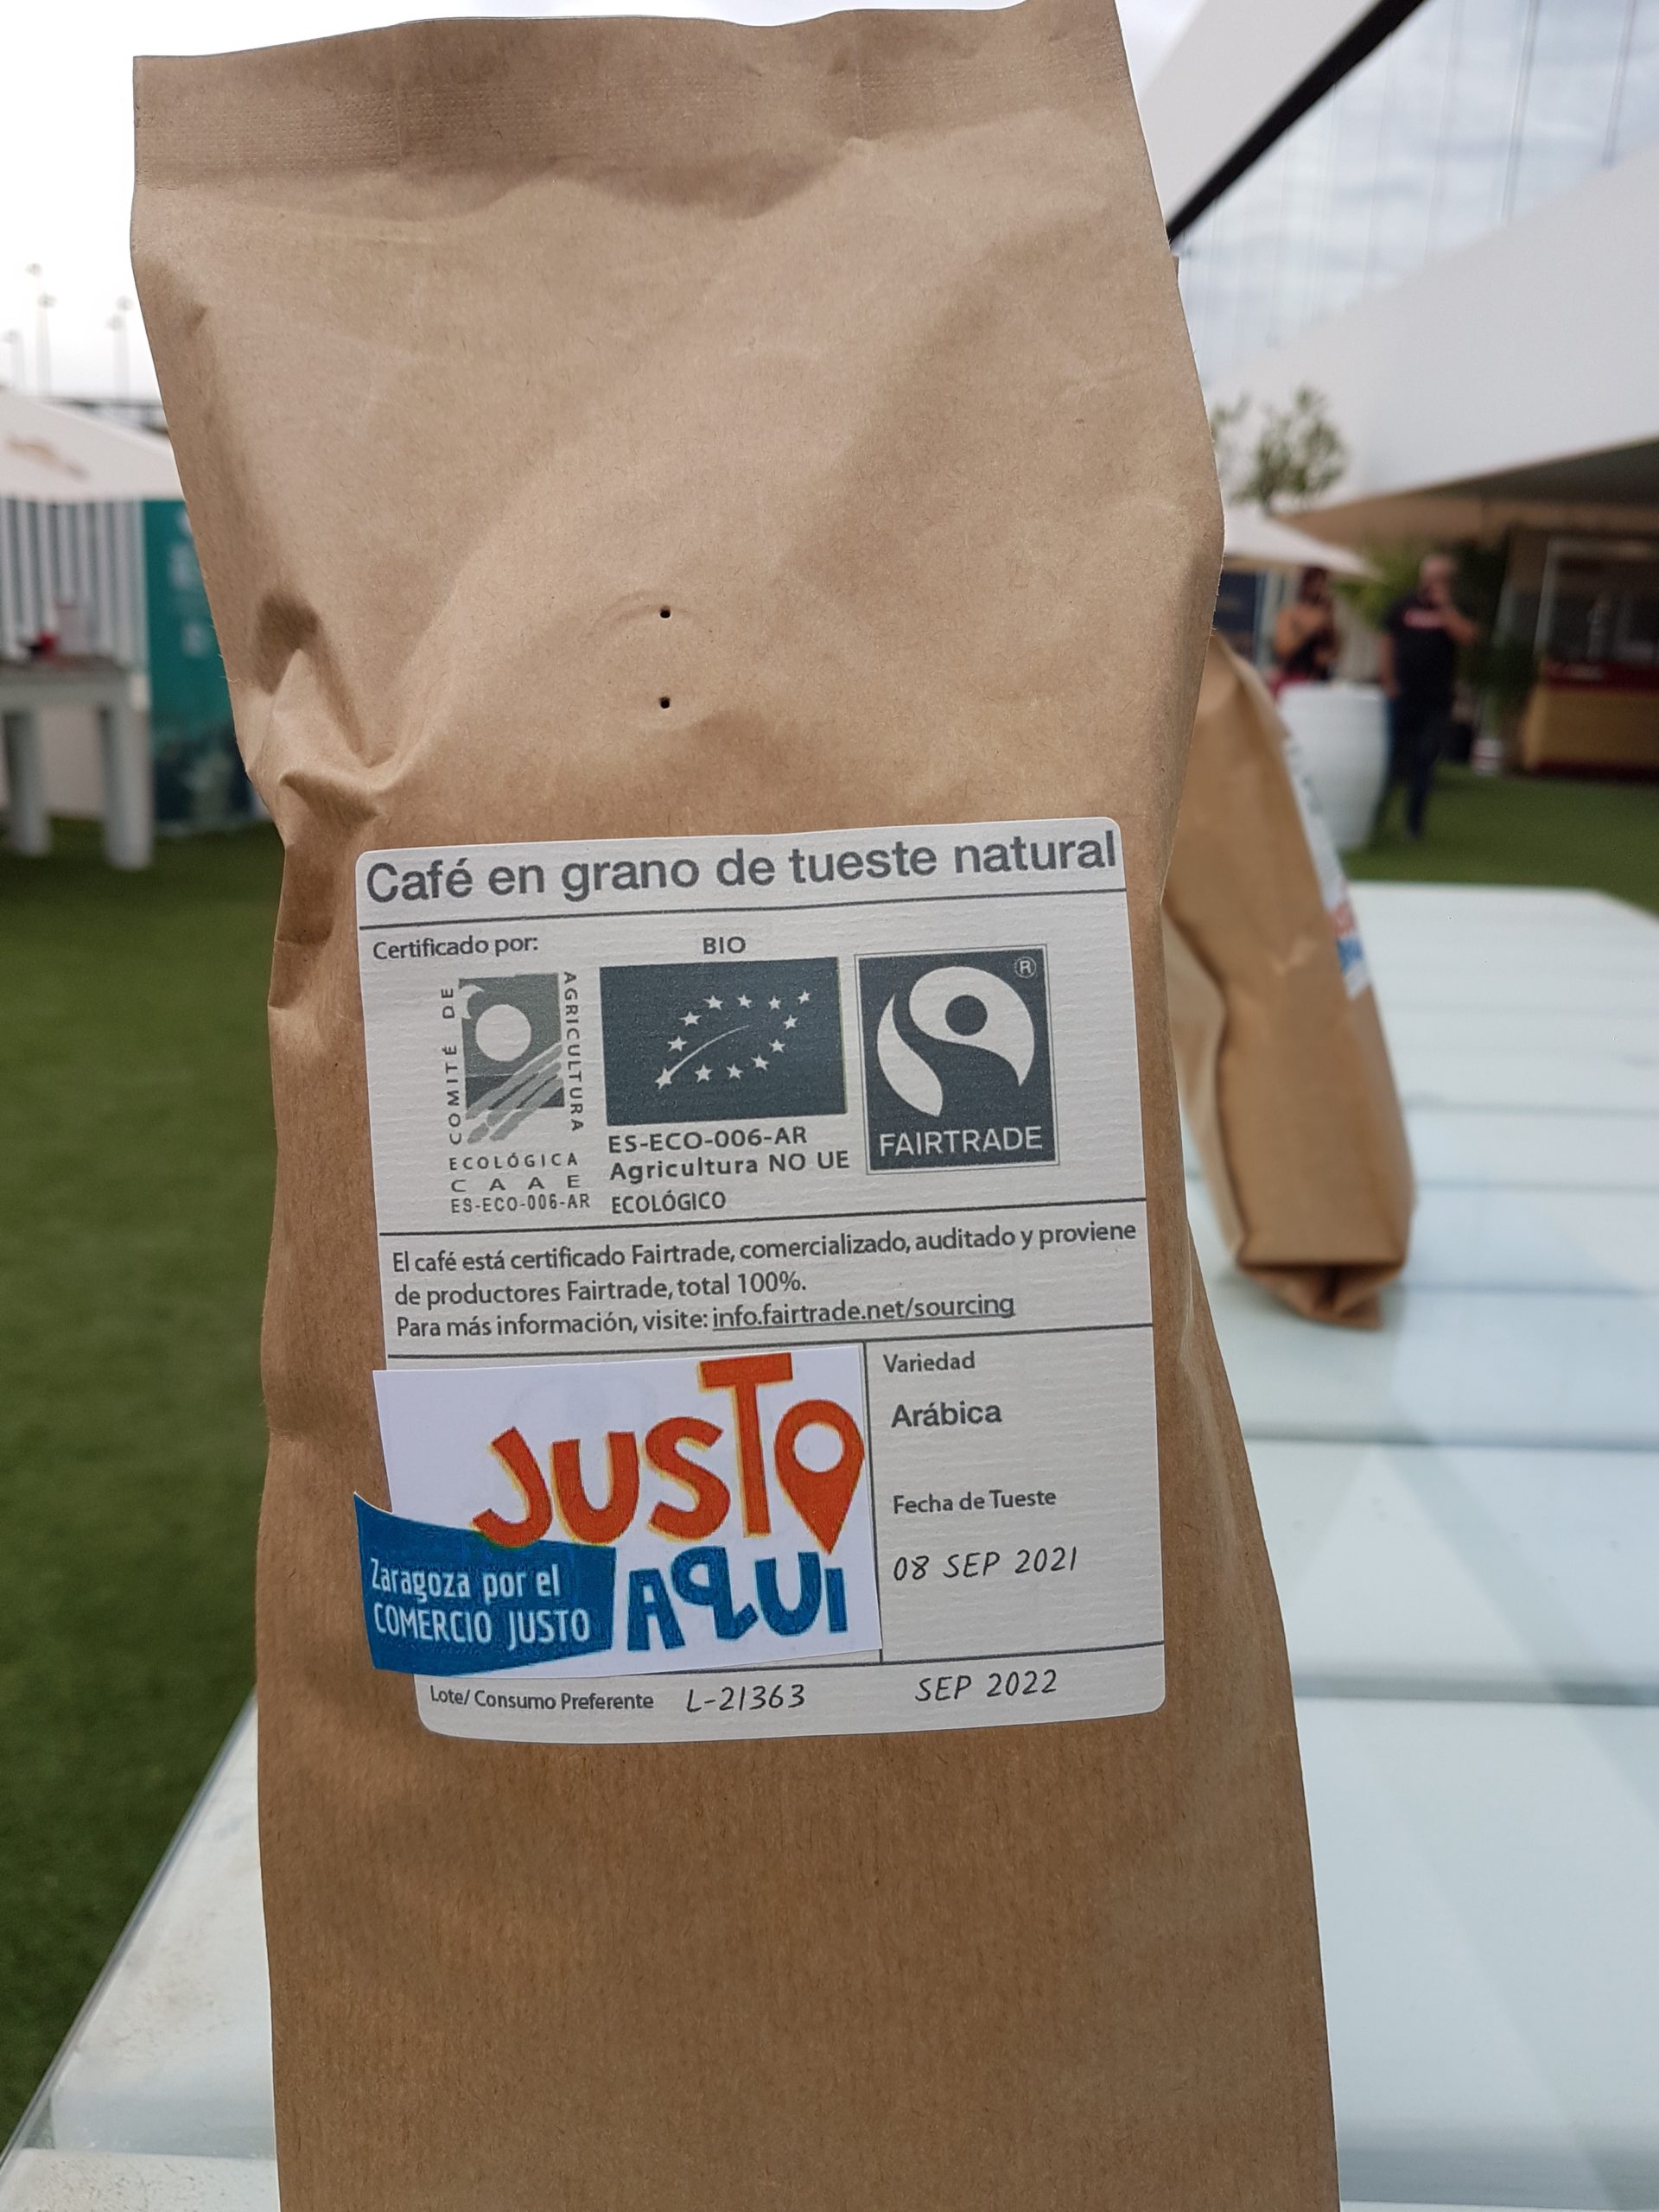 Café en grano de tueste natural
Certificado por:
BIO
COMITÉ DE
AGRICULTURA
ECOLÓGICA
CAAE
ES-ECO-006-AR
ES-ECO-006-AR
Agricultura NO UE
ECOLÓGICO
®
FAIRTRADE
El café está certificado Fairtrade, comercializado, auditado y proviene
de productores Fairtrade, total 100%.
Para más información, visite: info.fairtrade.net/sourcing
JUSTO
AQUI
Zaragoza por el
COMERCIO JUSTO
Variedad
Arábica
Fecha de Tueste
08 SEP 2021
Lote/ Consumo Preferente L-21363 SEP 2022